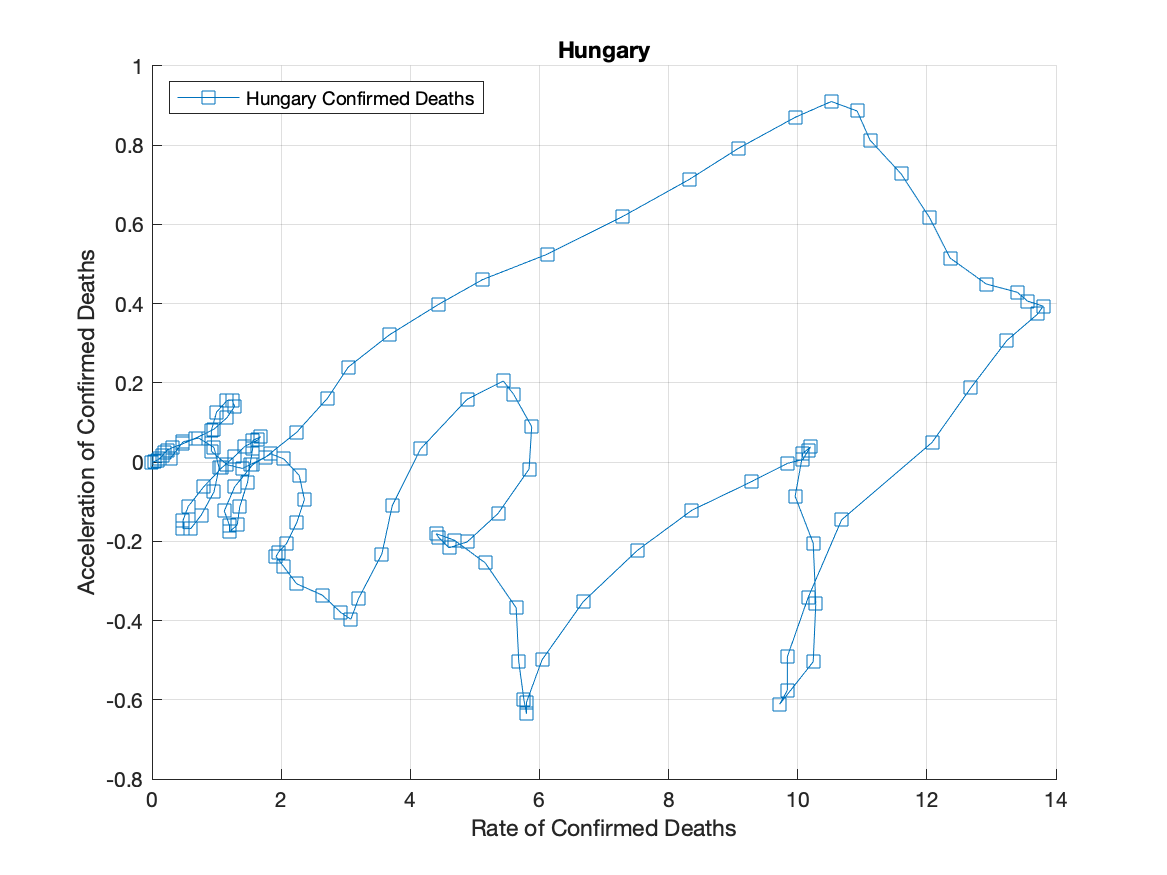 Hungary
1
Hungary Confirmed Deaths
0.8
0.6
0.4
0.2
0
-0.2
-0.4
-0.6
-0.8
Acceleration of Confirmed Deaths
0 2 4 6 8 10 12 14
Rate of Confirmed Deaths